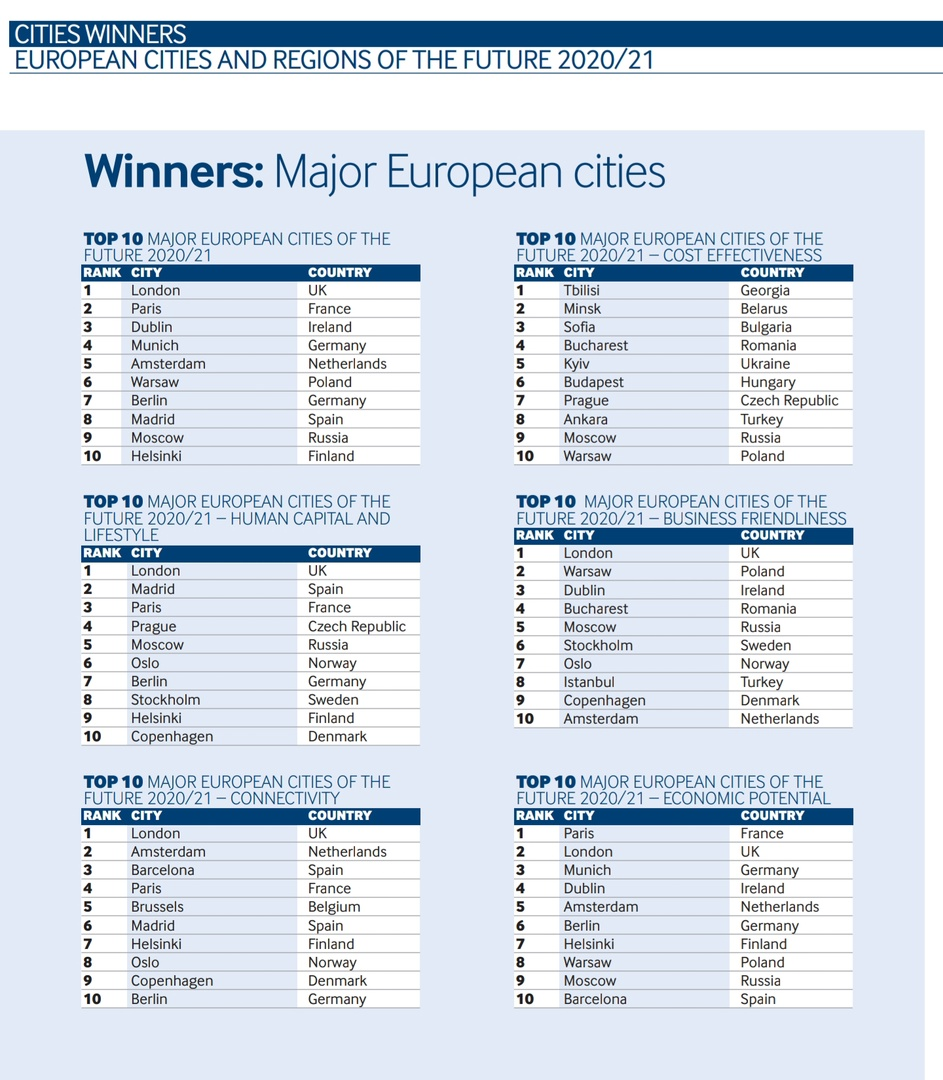 CITIES WINNERS
EUROPEAN CITIES AND REGIONS OF THE FUTURE 2020/21
Winners: Major European cities
TOP 10 MAJOR EUROPEAN CITIES OF THE
FUTURE 2020/21
RANK CITY COUNTRY
1 London UK
2 Paris France
3 Dublin Ireland
4 Munich Germany
5 Amsterdam Netherlands
6 Warsaw Poland
7 Berlin Germany
8 Madrid Spain
9 Moscow Russia
10 Helsinki Finland
TOP 10 MAJOR EUROPEAN CITIES OF THE
FUTURE 2020/21 – COST EFFECTIVENESS
RANK CITY COUNTRY
1 Tbilisi Georgia
2 Minsk Belarus
3 Sofia Bulgaria
4 Bucharest Romania
5 Kyiv Ukraine
6 Budapest Hungary
7 Prague Czech Republic
8 Ankara Turkey
9 Moscow Russia
10 Warsaw Poland
TOP 10 MAJOR EUROPEAN CITIES OF THE
FUTURE 2020/21 – HUMAN CAPITAL AND
LIFESTYLE
RANK CITY COUNTRY
1 London UK
2 Madrid Spain
3 Paris France
4 Prague Czech Republic
5 Moscow Russia
6 Oslo Norway
7 Berlin Germany
8 Stockholm Sweden
9 Helsinki Finland
10 Copenhagen Denmark
TOP 10 MAJOR EUROPEAN CITIES OF THE
FUTURE 2020/21 – BUSINESS FRIENDLINESS
RANK CITY COUNTRY
1 London UK
2 Warsaw Poland
3 Dublin Ireland
4 Bucharest Romania
5 Moscow Russia
6 Stockholm Sweden
7 Oslo Norway
8 Istanbul Turkey
9 Copenhagen Denmark
10 Amsterdam Netherlands
TOP 10 MAJOR EUROPEAN CITIES OF THE
FUTURE 2020/21 – CONNECTIVITY
RANK CITY COUNTRY
1 London UK
2 Amsterdam Netherlands
3 Barcelona Spain
4 Paris France
5 Brussels Belgium
6 Madrid Spain
7 Helsinki Finland
8 Oslo Norway
9 Copenhagen Denmark
10 Berlin Germany
TOP 10 MAJOR EUROPEAN CITIES OF THE
FUTURE 2020/21 – ECONOMIC POTENTIAL
RANK CITY COUNTRY
1 Paris France
2 London UK
3 Munich Germany
4 Dublin Ireland
5 Amsterdam Netherlands
6 Berlin Germany
7 Helsinki Finland
8 Warsaw Poland
9 Moscow Russia
10 Barcelona Spain